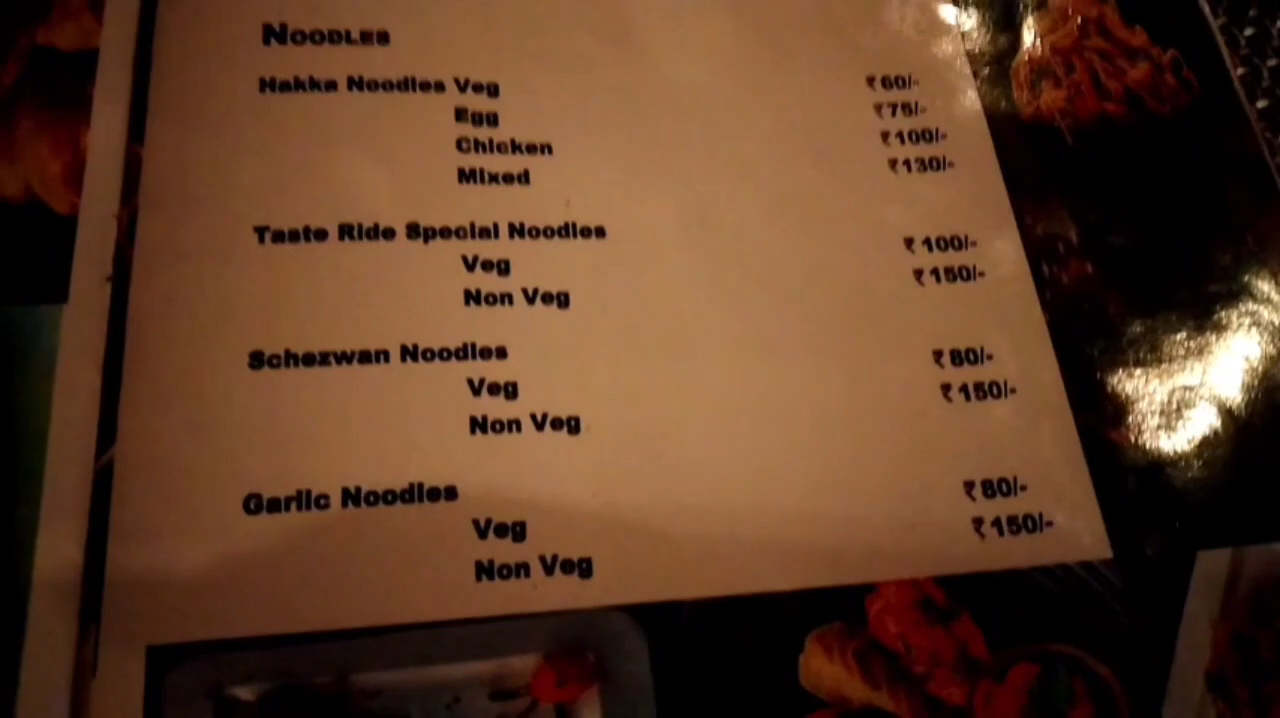 NOODLES
Hakka Noodles Veg ₹60/-
Egg ₹75/-
Chicken ₹100/-
Mixed ₹130/-
Taste Ride Special Noodles
Veg ₹100/-
Non Veg ₹150/-
Schezwan Noodles
Veg ₹80/-
Non Veg ₹150/-
Garlic Noodles
Veg ₹80/-
Non Veg ₹150/-